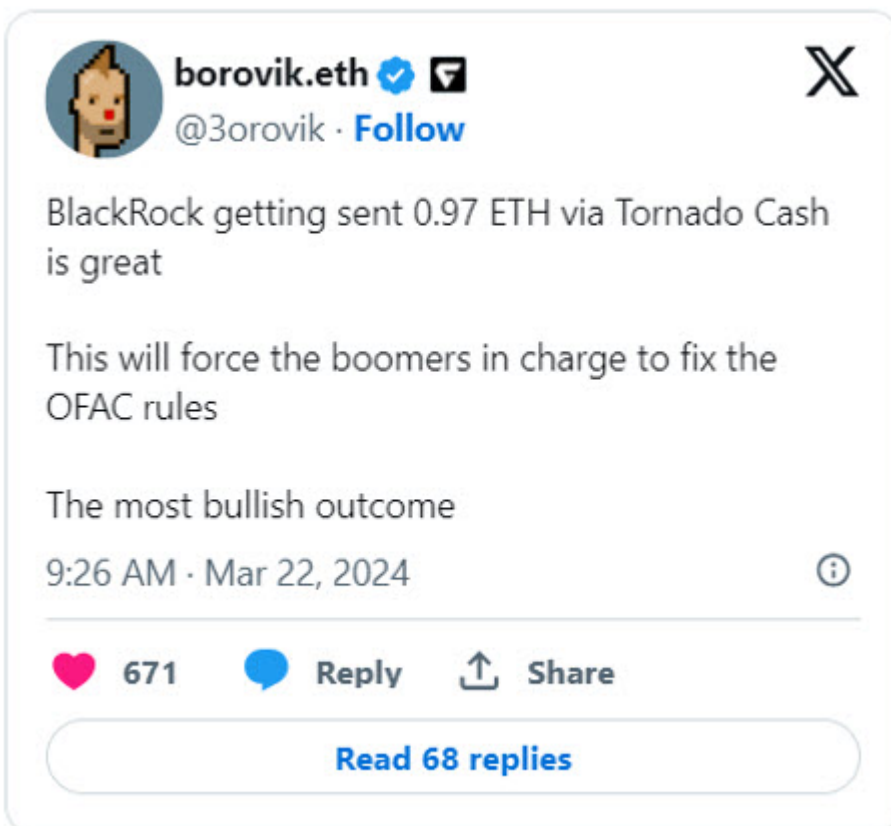 borovik.eth
@3orovik · Follow
BlackRock getting sent 0.97 ETH via Tornado Cash
is great
This will force the boomers in charge to fix the
OFAC rules
The most bullish outcome
9:26 AM · Mar 22, 2024
671 Reply Share
Read 68 replies